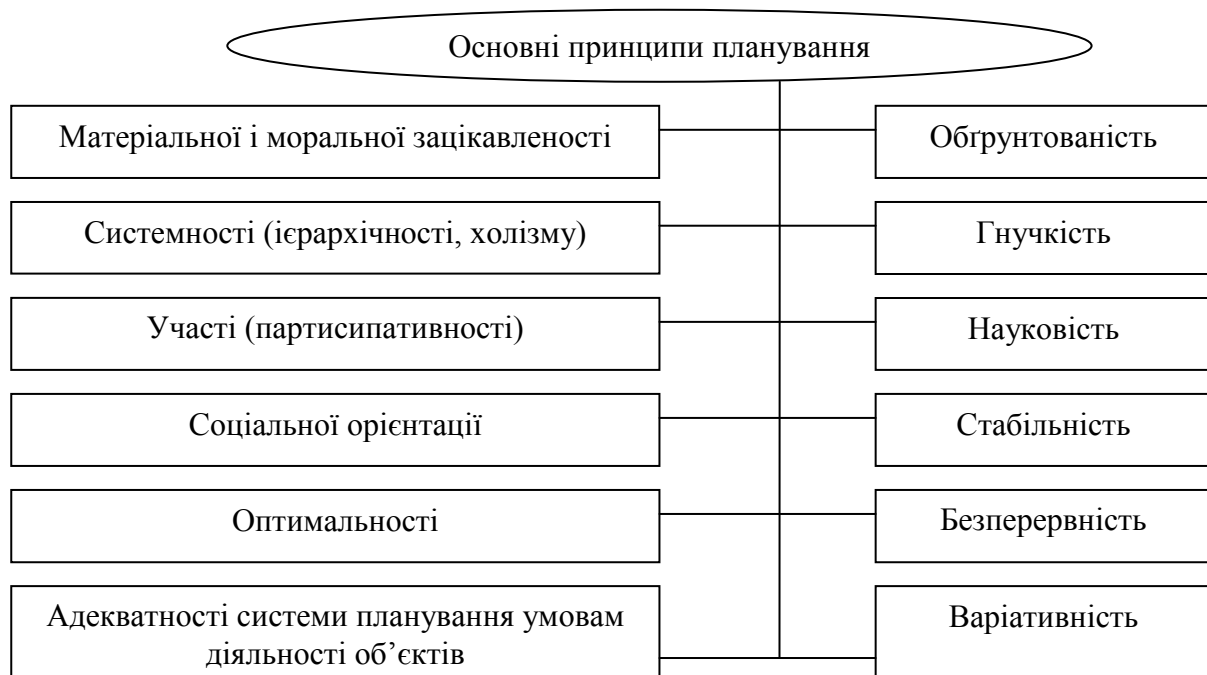 Основні принципи планування
Матеріальної і моральної зацікавленості
Обґрунтованість
Системності (ієрархічності, холізму)
Гнучкість
Участі (партисипативності)
Науковість
Соціальної орієнтації
Стабільність
Оптимальності
Безперервність
Адекватності системи планування умовам
діяльності об’єктів
Варіативність